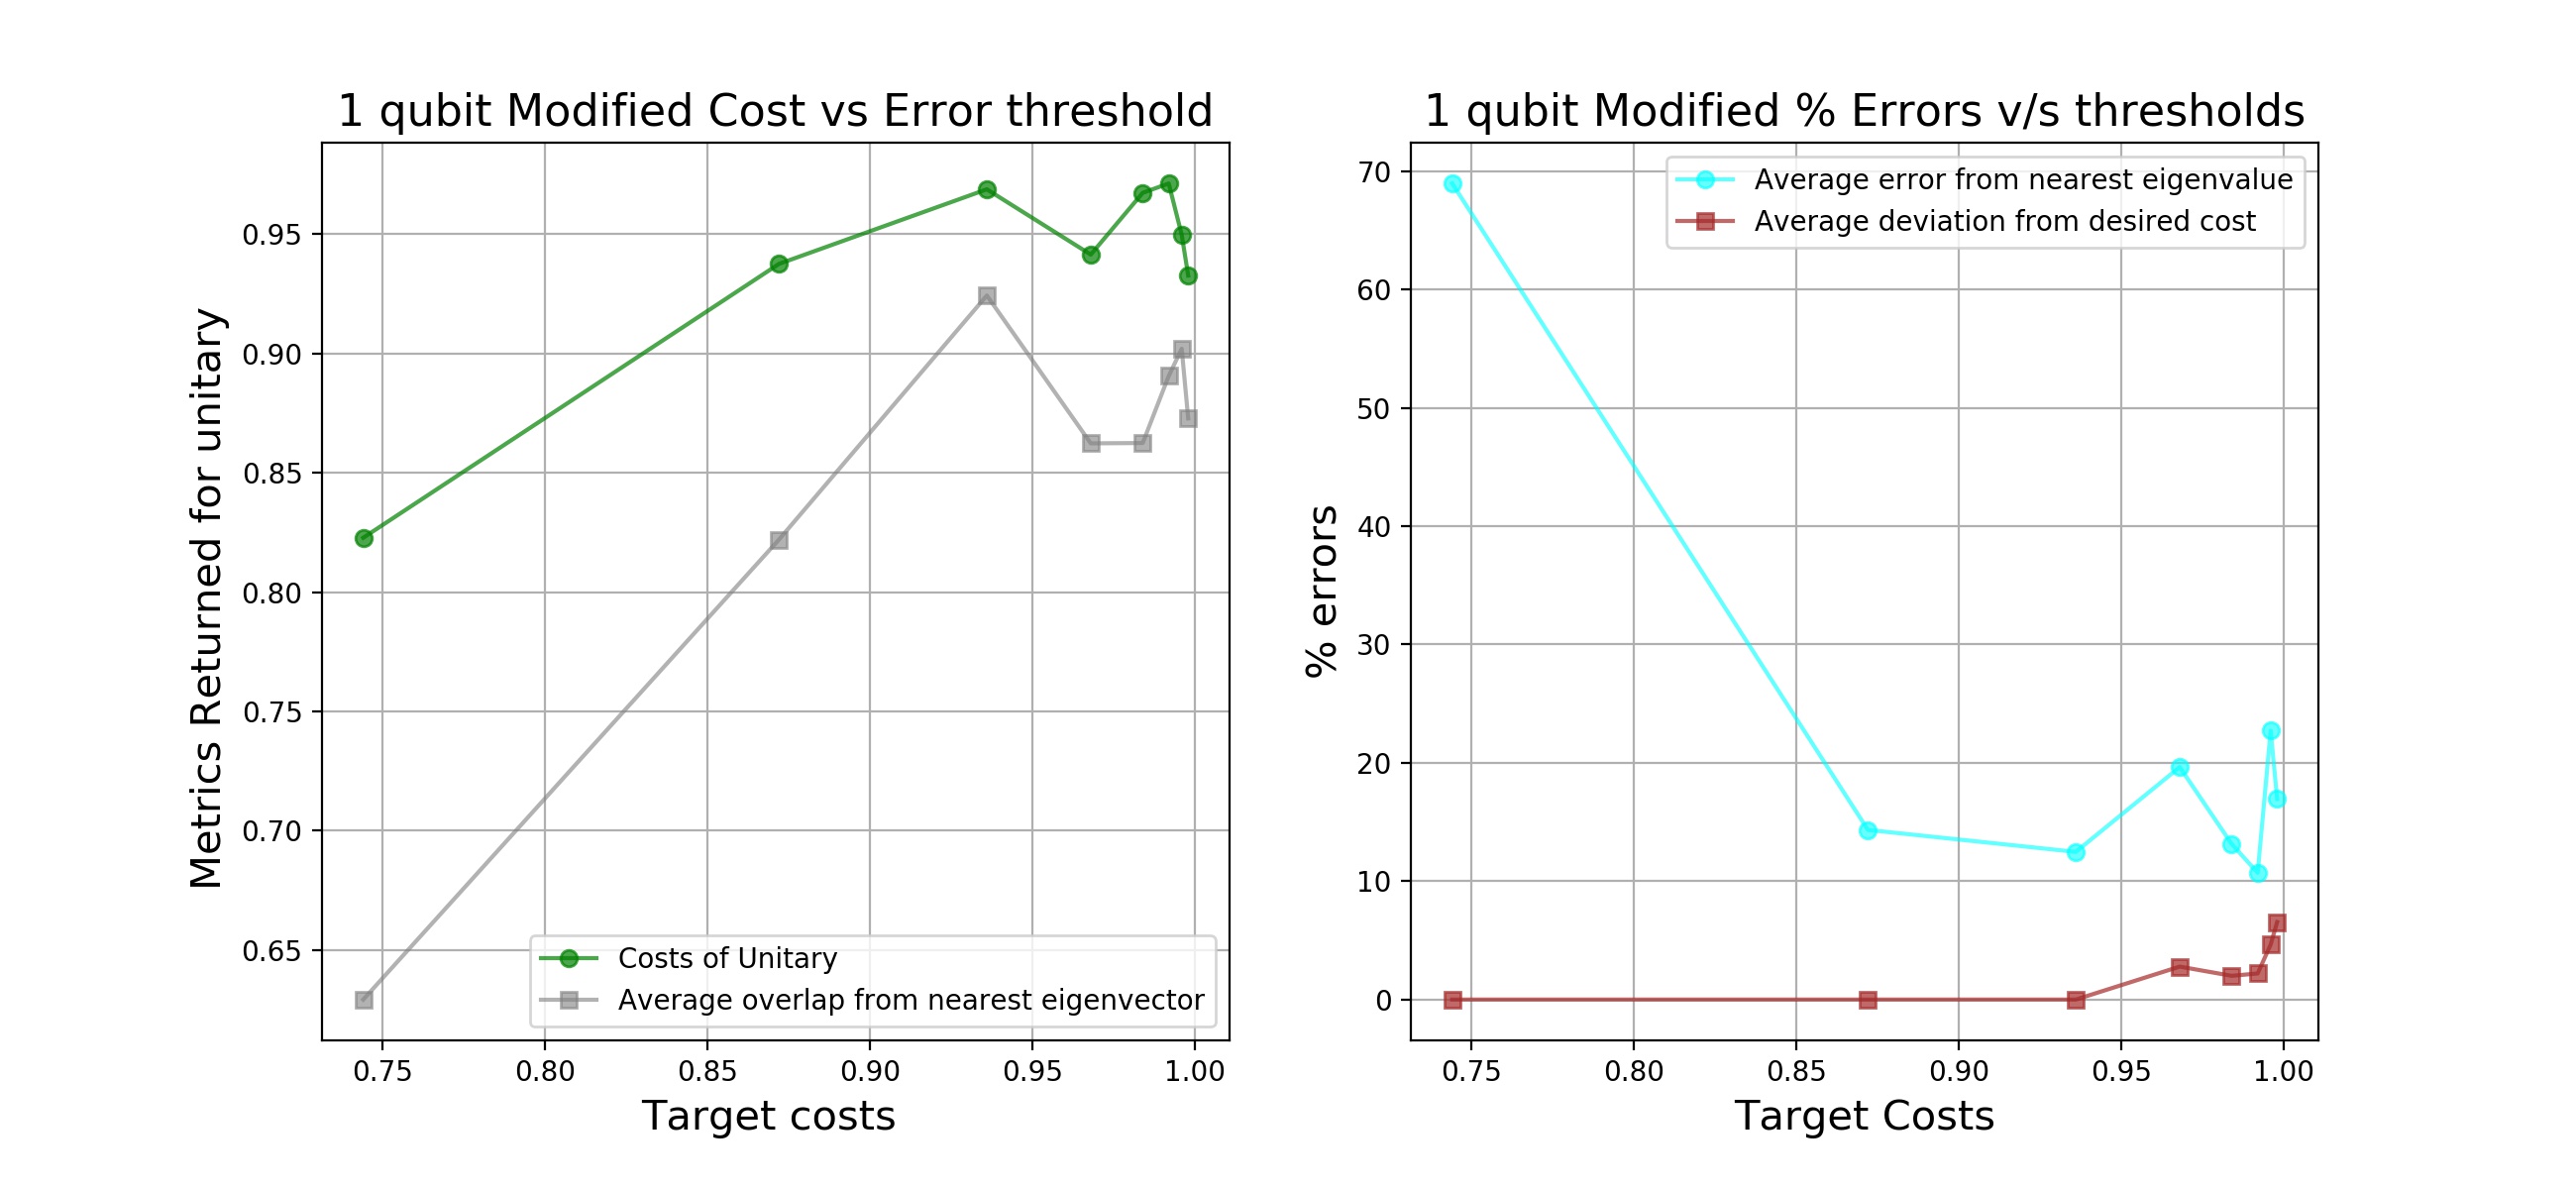 1 qubit Modified Cost vs Error threshold
Metrics Returned for unitary
0.95
0.90
0.85
0.80
0.75
0.70
0.65
Costs of Unitary
Average overlap from nearest eigenvector
0.75 0.80 0.85 0.90 0.95 1.00
Target costs
1 qubit Modified % Errors v/s thresholds
% errors
70
60
50
40
30
20
10
0
Average error from nearest eigenvalue
Average deviation from desired cost
0.75 0.80 0.85 0.90 0.95 1.00
Target Costs